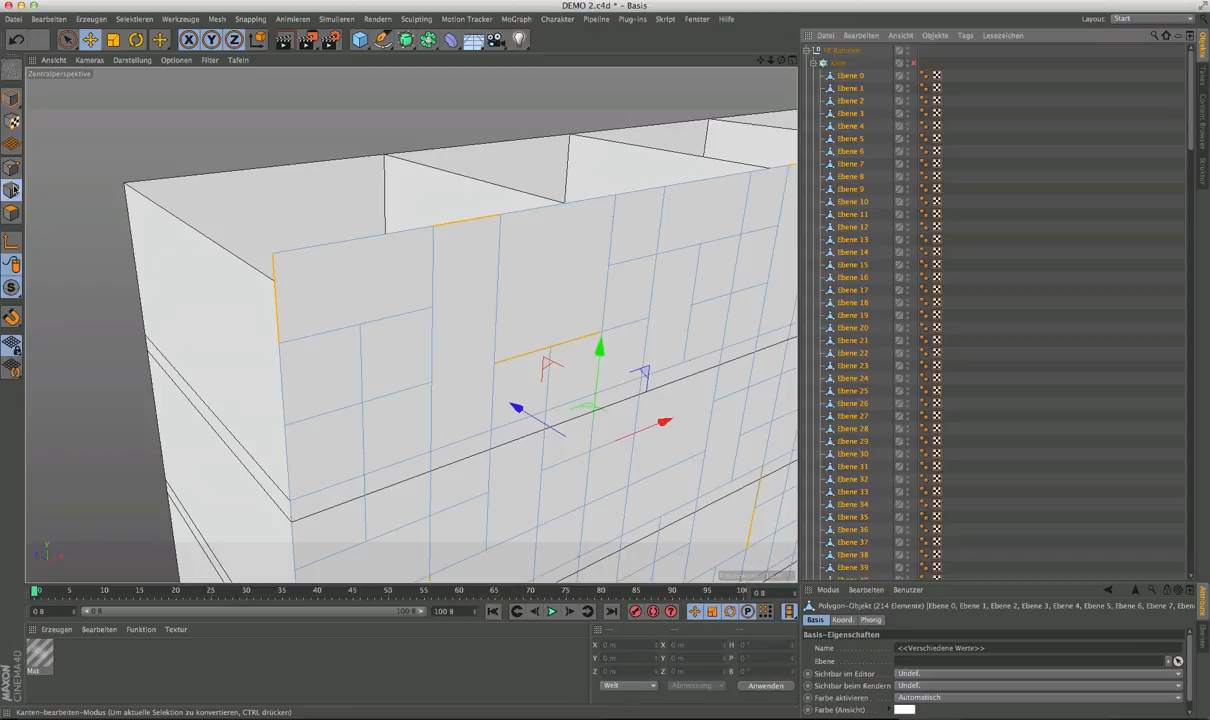 DEMO 2.c4d * - Basis
Datei Bearbeiten Erzeugen Selektieren Werkzeuge Mesh Snapping Animieren Simulieren Rendern Sculpting Motion Tracker MoGraph Charakter Pipeline Plug-ins Skript Fenster Hilfe
Layout: Start
Ansicht Kameras Darstellung Optionen Filter Tafeln
Zentralperspektive
Datei Bearbeiten Ansicht Objekte Tags Lesezeichen
FE Rahmen
Ebene 0
Ebene 1
Ebene 2
Ebene 3
Ebene 4
Ebene 5
Ebene 6
Ebene 7
Ebene 8
Ebene 9
Ebene 10
Ebene 11
Ebene 12
Ebene 13
Ebene 14
Ebene 15
Ebene 16
Ebene 17
Ebene 18
Ebene 19
Ebene 20
Ebene 21
Ebene 22
Ebene 23
Ebene 24
Ebene 25
Ebene 26
Ebene 27
Ebene 28
Ebene 29
Ebene 30
Ebene 31
Ebene 32
Ebene 33
Ebene 34
Ebene 35
Ebene 36
Ebene 37
Ebene 38
Ebene 39
Objekte
Takes
Content Browser
Struktur
0 5 10 15 20 25 30 35 40 45 50 55 60 65 70 75 80 85 90 95 100 0 B
0 B 0 B 100 B 100 B
Erzeugen Bearbeiten Funktion Textur
Mat
X 0 m X 0 m H 0 °
Y 0 m Y 0 m P 0 °
Z 0 m Z 0 m B 0 °
Welt Abmessung Anwenden
Modus Bearbeiten Benutzer
Polygon-Objekt (214 Elemente) [Ebene 0, Ebene 1, Ebene 2, Ebene 3, Ebene 4, Ebene 5, Ebene 6, Ebene 7, Ebene
Basis Koord. Phong
Basis-Eigenschaften
Name <<Verschiedene Werte>>
Ebene
Sichtbar im Editor Undef.
Sichtbar beim Rendern Undef.
Farbe aktivieren Automatisch
Farbe (Ansicht)
Attribute
Ebenen
MAXON
CINEMA 4D
Kanten-bearbeiten-Modus (Um aktuelle Selektion zu konvertieren, CTRL drücken)